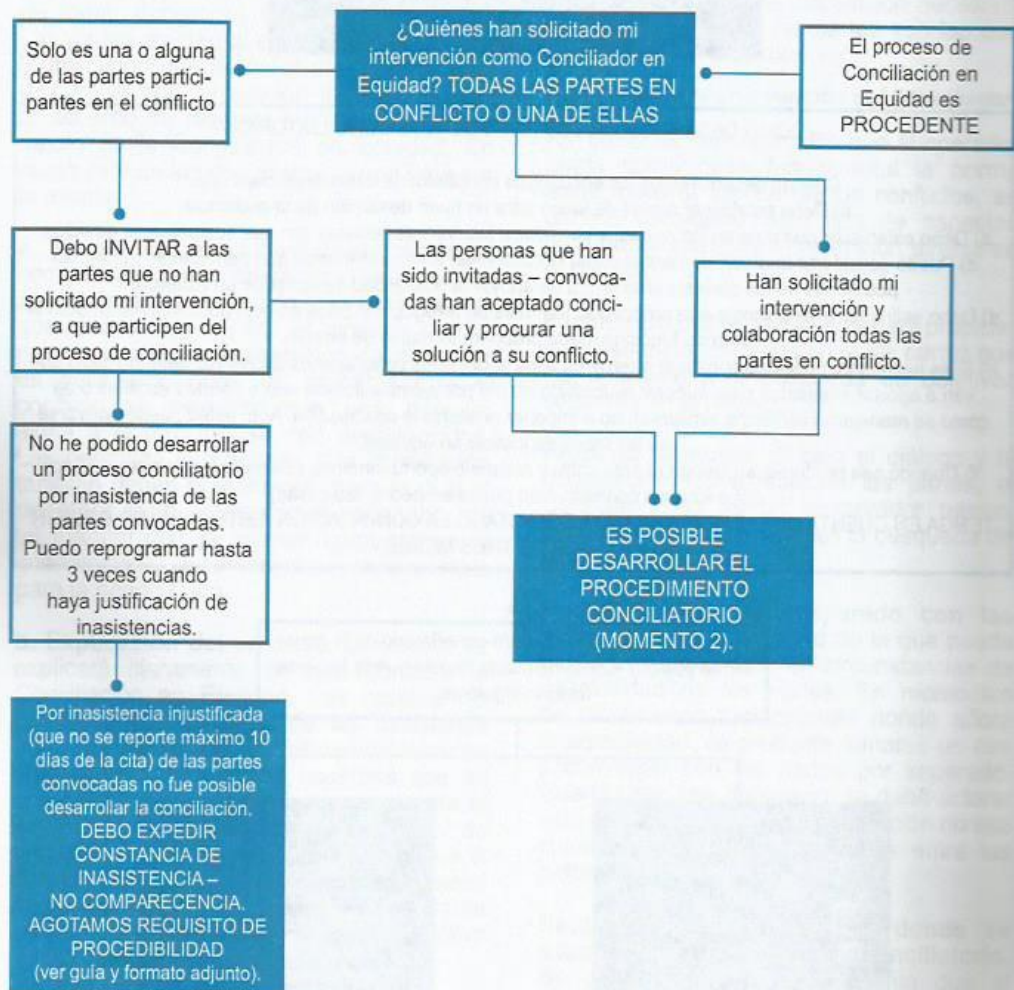 Solo es una o alguna
de las partes partici-
pantes en el conflicto
¿Quiénes han solicitado mi
intervención como Conciliador en
Equidad? TODAS LAS PARTES EN
CONFLICTO O UNA DE ELLAS
El proceso de
Conciliación en
Equidad es
PROCEDENTE
Debo INVITAR a las
partes que no han
solicitado mi intervención,
a que participen del
proceso de conciliación.
Las personas que han
sido invitadas – convoca-
das han aceptado conci-
liar y procurar una
solución a su conflicto.
Han solicitado mi
intervención y
colaboración todas las
partes en conflicto.
No he podido desarrollar
un proceso conciliatorio
por inasistencia de las
partes convocadas.
Puedo reprogramar hasta
3 veces cuando
haya justificación de
inasistencias.
ES POSIBLE
DESARROLLAR EL
PROCEDIMIENTO
CONCILIATORIO
(MOMENTO 2).
Por inasistencia injustificada
(que no se reporte máximo 10
días de la cita) de las partes
convocadas no fue posible
desarrollar la conciliación.
DEBO EXPEDIR
CONSTANCIA DE
INASISTENCIA –
NO COMPARECENCIA.
AGOTAMOS REQUISITO DE
PROCEDIBILIDAD
(ver guía y formato adjunto).